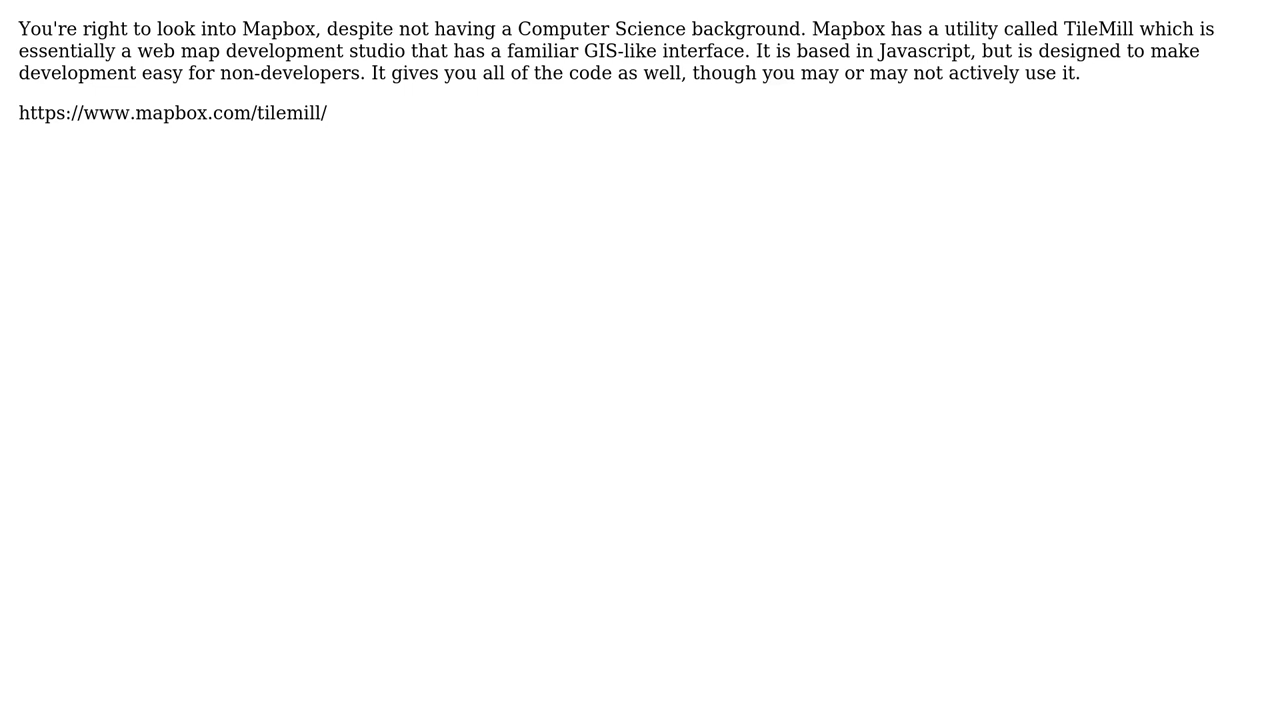 You're right to look into Mapbox, despite not having a Computer Science background. Mapbox has a utility called TileMill which is
essentially a web map development studio that has a familiar GIS-like interface. It is based in Javascript, but is designed to make
development easy for non-developers. It gives you all of the code as well, though you may or may not actively use it.
https://www.mapbox.com/tilemill/